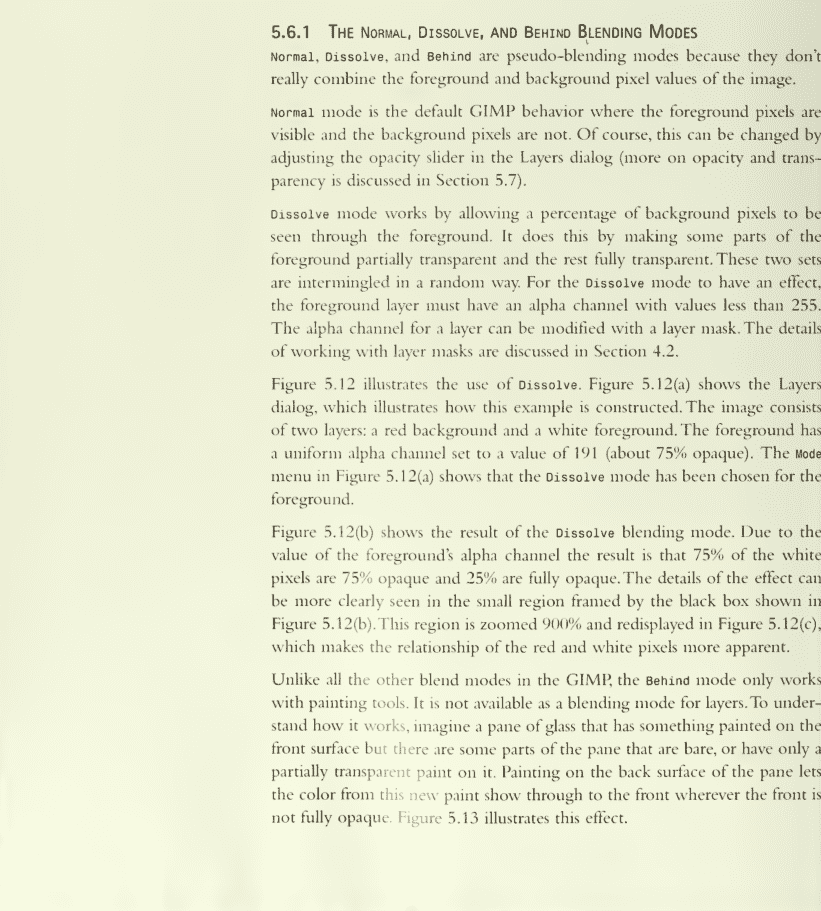 5.6.1 THE NORMAL, DISSOLVE, AND BEHIND BLENDING MODES
Normal, Dissolve, and Behind are pseudo-blending modes because they don't
really combine the foreground and background pixel values of the image.
Normal mode is the default GIMP behavior where the foreground pixels are
visible and the background pixels are not. Of course, this can be changed by
adjusting the opacity slider in the Layers dialog (more on opacity and trans-
parency is discussed in Section 5.7).
Dissolve mode works by allowing a percentage of background pixels to be
seen through the foreground. It does this by making some parts of the
foreground partially transparent and the rest fully transparent. These two sets
are intermingled in a random way. For the Dissolve mode to have an effect,
the foreground layer must have an alpha channel with values less than 255.
The alpha channel for a layer can be modified with a layer mask. The details
of working with layer masks are discussed in Section 4.2.
Figure 5.12 illustrates the use of Dissolve. Figure 5.12(a) shows the Layers
dialog, which illustrates how this example is constructed. The image consists
of two layers: a red background and a white foreground. The foreground has
a uniform alpha channel set to a value of 191 (about 75% opaque). The Mode
menu in Figure 5.12(a) shows that the Dissolve mode has been chosen for the
foreground.
Figure 5.12(b) shows the result of the Dissolve blending mode. Due to the
value of the foreground's alpha channel the result is that 75% of the white
pixels are 75% opaque and 25% are fully opaque. The details of the effect can
be more clearly seen in the small region framed by the black box shown in
Figure 5.12(b). This region is zoomed 900% and redisplayed in Figure 5.12(c),
which makes the relationship of the red and white pixels more apparent.
Unlike all the other blend modes in the GIMP, the Behind mode only works
with painting tools. It is not available as a blending mode for layers. To under-
stand how it works, imagine a pane of glass that has something painted on the
front surface but there are some parts of the pane that are bare, or have only a
partially transparent paint on it. Painting on the back surface of the pane lets
the color from this new paint show through to the front wherever the front is
not fully opaque. Figure 5.13 illustrates this effect.